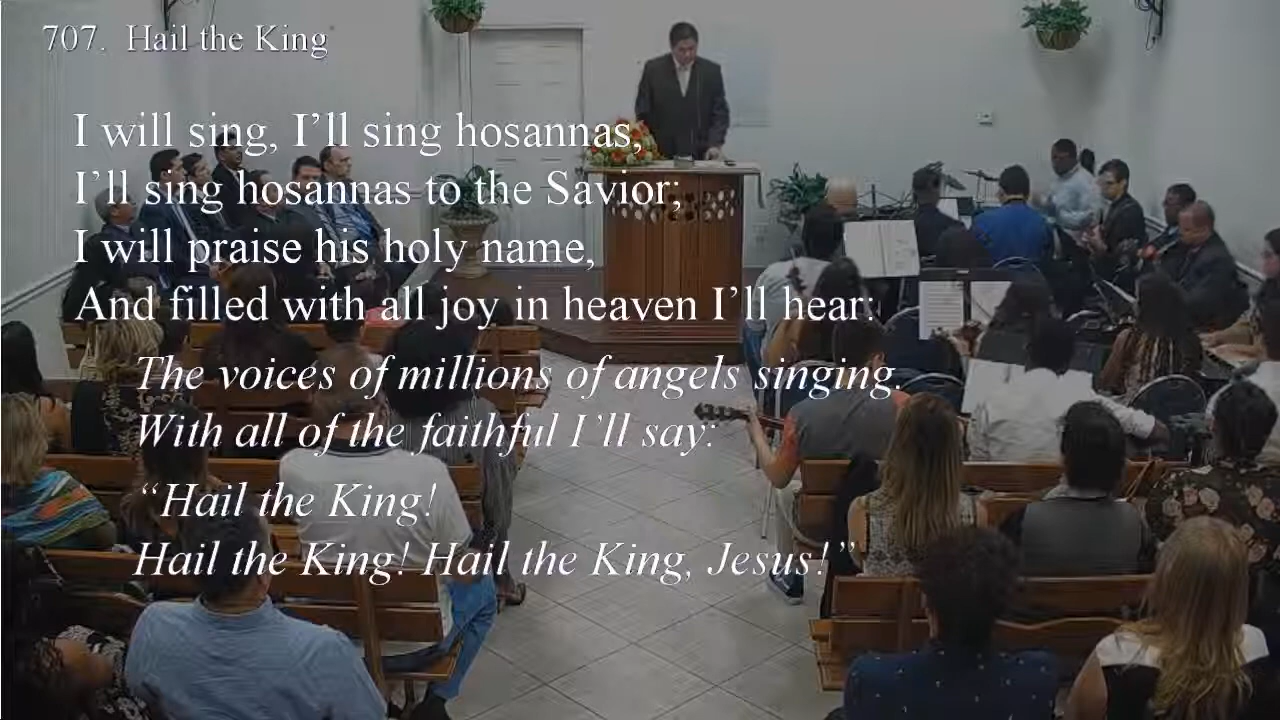 707. Hail the King
I will sing, I’ll sing hosannas,
I’ll sing hosannas to the Savior;
I will praise his holy name,
And filled with all joy in heaven I’ll hear:
The voices of millions of angels singing.
With all of the faithful I’ll say:
“Hail the King!
Hail the King! Hail the King, Jesus!”